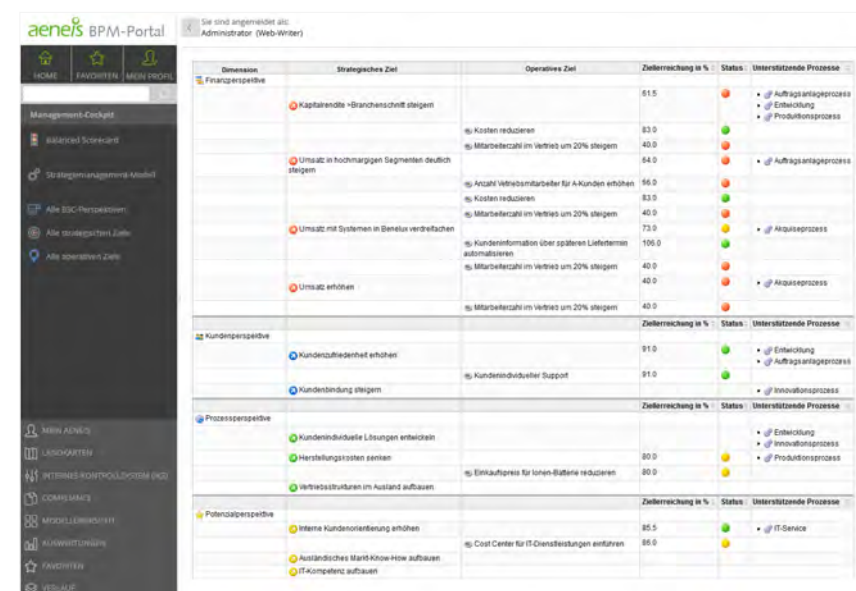 aeneis BPM-Portal
Sie sind angemeldet als:
Administrator (Web-Writer)
HOME FAVORITEN MEIN PROFIL
Management-Cockpit
Balanced Scorecard
Strategiemanagement-Modell
Alle BSC-Perspektiven
Alle strategischen Ziele
Alle operativen Ziele
MEIN AENEIS
LANDKARTEN
INTERNES KONTROLLSYSTEM (IKS)
COMPLIANCE
MODELLÜBERSICHT
AUSWERTUNGEN
FAVORITEN
VERLAUF
Dimension Strategisches Ziel Operatives Ziel Zielerreichung in % Status Unterstützende Prozesse
Finanzperspektive
Kapitalrendite >Branchenschnitt steigern 61.5 Auftragsanlageprozess
Entwicklung
Produktionsprozess
Kosten reduzieren 83.0
Mitarbeiterzahl im Vertrieb um 20% steigern 40.0
Umsatz in hochmargigen Segmenten deutlich steigern 64.0 Auftragsanlageprozess
Anzahl Vetriebsmitarbeiter für A-Kunden erhöhen 56.0
Kosten reduzieren 83.0
Mitarbeiterzahl im Vertrieb um 20% steigern 40.0
Umsatz mit Systemen in Benelux verdreifachen 73.0 Akquiseprozess
Kundeninformation über späteren Liefertermin 106.0
automatisieren
Mitarbeiterzahl im Vertrieb um 20% steigern 40.0
Umsatz erhöhen 40.0 Akquiseprozess
Mitarbeiterzahl im Vertrieb um 20% steigern 40.0
Zielerreichung in % Status Unterstützende Prozesse
Kundenperspektive
Kundenzufriedenheit erhöhen 91.0 Entwicklung
Auftragsanlageprozess
Kundenindividueller Support 91.0
Kundenbindung steigern Innovationsprozess
Zielerreichung in % Status Unterstützende Prozesse
Prozessperspektive
Kundenindividuelle Lösungen entwickeln Entwicklung
Innovationsprozess
Herstellungskosten senken 80.0 Produktionsprozess
Einkaufspreis für Ionen-Batterie reduzieren 80.0
Vertriebsstrukturen im Ausland aufbauen
Zielerreichung in % Status Unterstützende Prozesse
Potenzialperspektive
Interne Kundenorientierung erhöhen 85.5 IT-Service
Cost Center für IT-Dienstleistungen einführen 86.0
Ausländisches Markt-Know-How aufbauen
IT-Kompetenz aufbauen